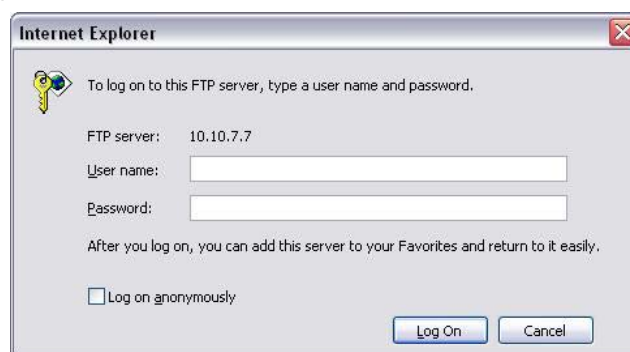 Internet Explorer
To log on to this FTP server, type a user name and password.
FTP server: 10.10.7.7
User name:
Password:
After you log on, you can add this server to your Favorites and return to it easily.
Log on anonymously
Log On Cancel